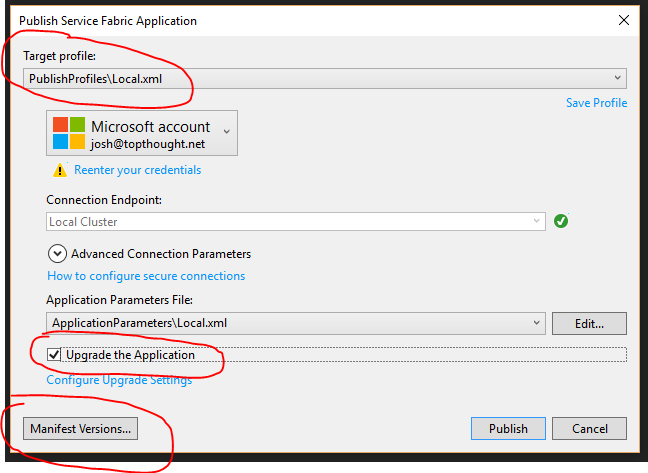 Publish Service Fabric Application
Target profile:
PublishProfiles\Local.xml
Save Profile
Microsoft account
josh@topthought.net
Reenter your credentials
Connection Endpoint:
Local Cluster
Advanced Connection Parameters
How to configure secure connections
Application Parameters File:
ApplicationParameters\Local.xml
Edit...
Upgrade the Application
Configure Upgrade Settings
Manifest Versions...
Publish
Cancel